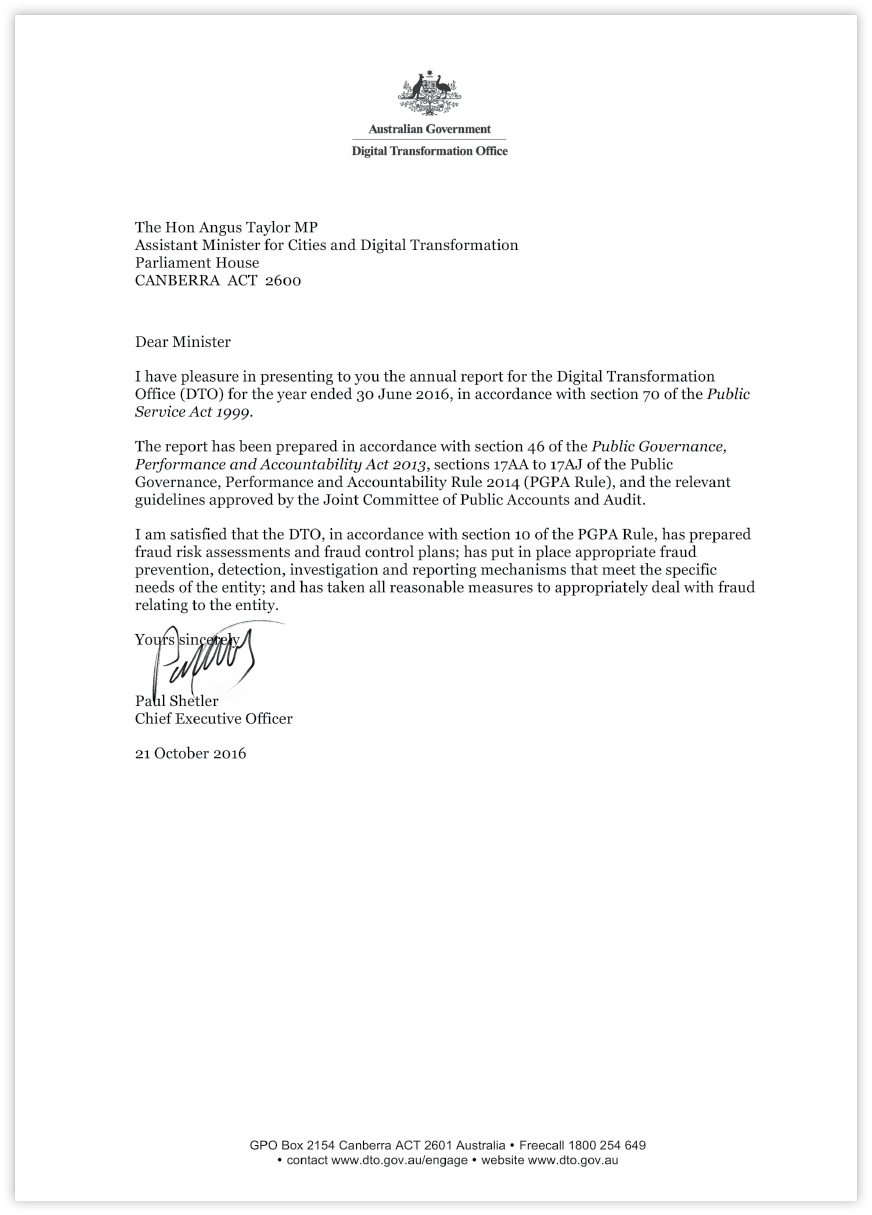 Australian Government
Digital Transformation Office
The Hon Angus Taylor MP
Assistant Minister for Cities and Digital Transformation
Parliament House
CANBERRA ACT 2600
Dear Minister
I have pleasure in presenting to you the annual report for the Digital Transformation
Office (DTO) for the year ended 30 June 2016, in accordance with section 70 of the Public
Service Act 1999.
The report has been prepared in accordance with section 46 of the Public Governance,
Performance and Accountability Act 2013, sections 17AA to 17AJ of the Public
Governance, Performance and Accountability Rule 2014 (PGPA Rule), and the relevant
guidelines approved by the Joint Committee of Public Accounts and Audit.
I am satisfied that the DTO, in accordance with section 10 of the PGPA Rule, has prepared
fraud risk assessments and fraud control plans; has put in place appropriate fraud
prevention, detection, investigation and reporting mechanisms that meet the specific
needs of the entity; and has taken all reasonable measures to appropriately deal with fraud
relating to the entity.
Yours sincerely
Paul Shetler
Chief Executive Officer
21 October 2016
GPO Box 2154 Canberra ACT 2601 Australia • Freecall 1800 254 649
• contact www.dto.gov.au/engage • website www.dto.gov.au